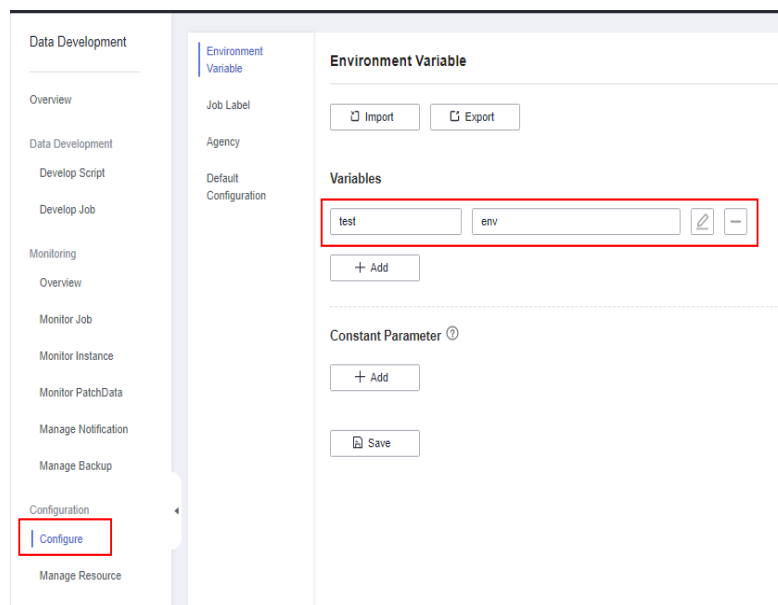 Data Development
Overview
Data Development
Develop Script
Develop Job
Monitoring
Overview
Monitor Job
Monitor Instance
Monitor PatchData
Manage Notification
Manage Backup
Configuration
Configure
Manage Resource
Environment
Variable
Job Label
Agency
Default
Configuration
Environment Variable
Import
Export
Variables
test
env
+ Add
Constant Parameter ?
+ Add
Save